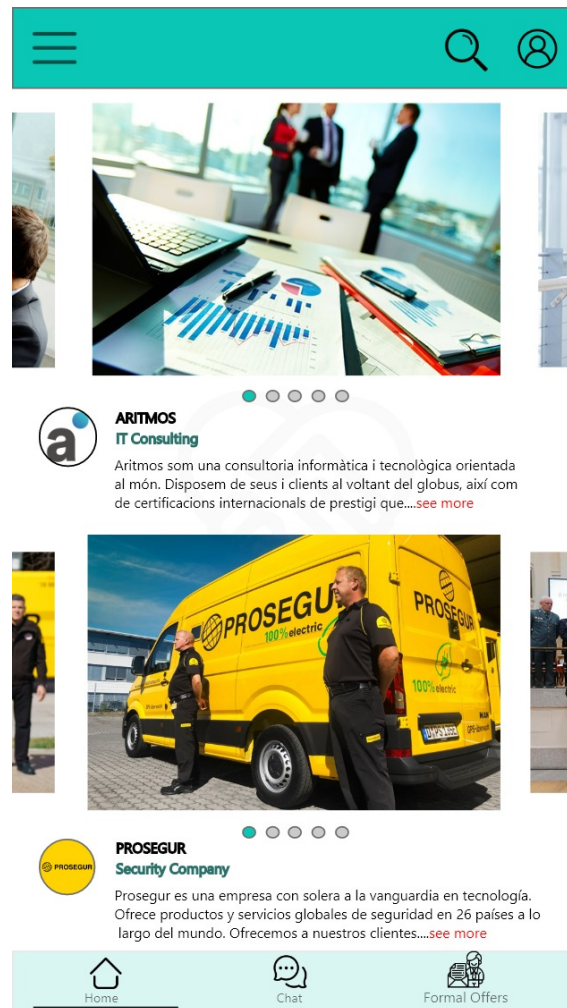 a
ARITMOS
IT Consulting
Aritmos som una consultoria informàtica i tecnològica orientada
al món. Disposem de seus i clients al voltant del globus, així com
de certificacions internacionals de prestigi que....see more
PROSEGUR
100% electric
PROSEGUR
100% electric
PROSEGUR
PROSEGUR
Security Company
Prosegur es una empresa con solera a la vanguardia en tecnología.
Ofrece productos y servicios globales de seguridad en 26 países a lo
largo del mundo. Ofrecemos a nuestros clientes....see more
Home
Chat
Formal Offers